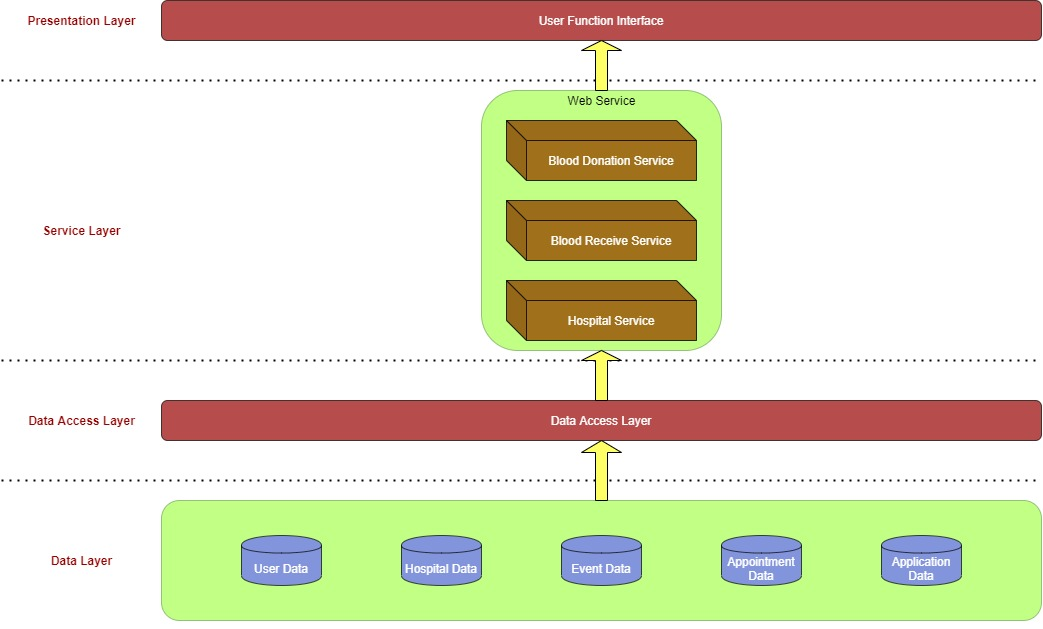 Presentation Layer
User Function Interface
Web Service
Blood Donation Service
Service Layer
Blood Receive Service
Hospital Service
Data Access Layer
Data Access Layer
Data Layer
User Data
Hospital Data
Event Data
Appointment
Data
Application
Data